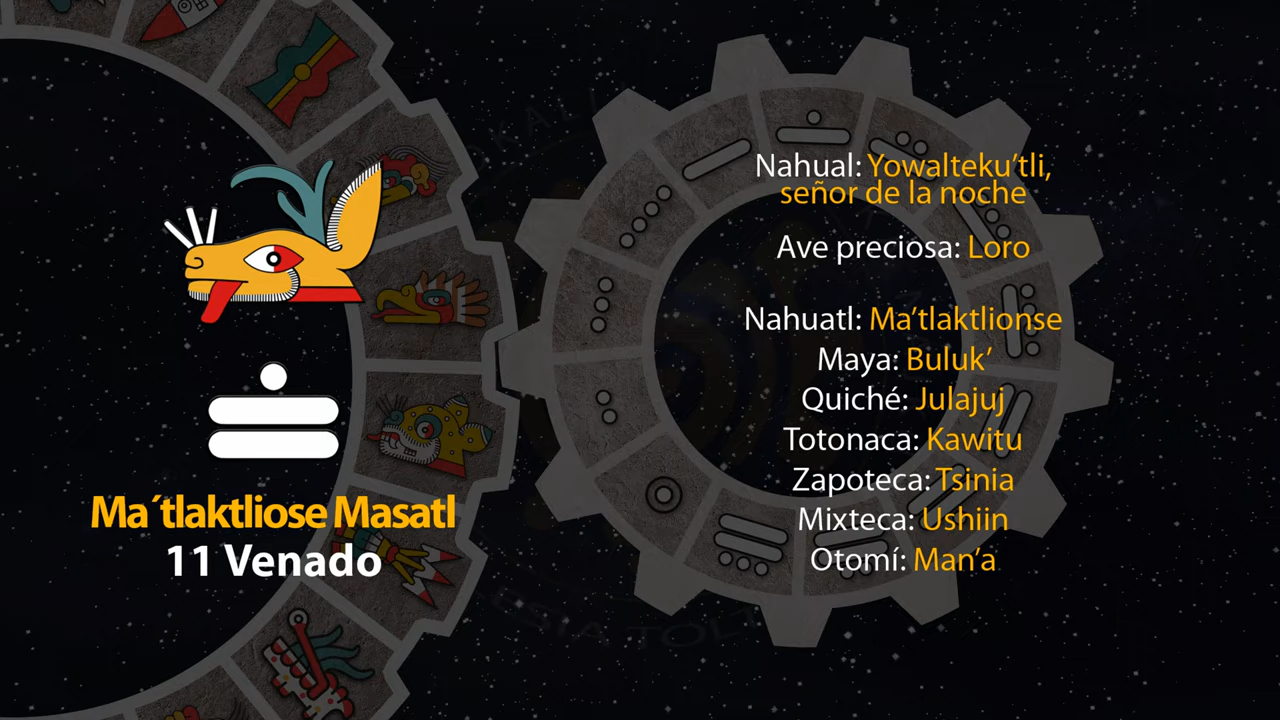 Ma´tlaktliose Masatl
11 Venado
Nahual: Yowalteku’tli,
señor de la noche
Ave preciosa: Loro
Nahuatl: Ma’tlaktlionse
Maya: Buluk’
Quiché: Julajuj
Totonaca: Kawitu
Zapoteca: Tsinia
Mixteca: Ushiin
Otomí: Man’a